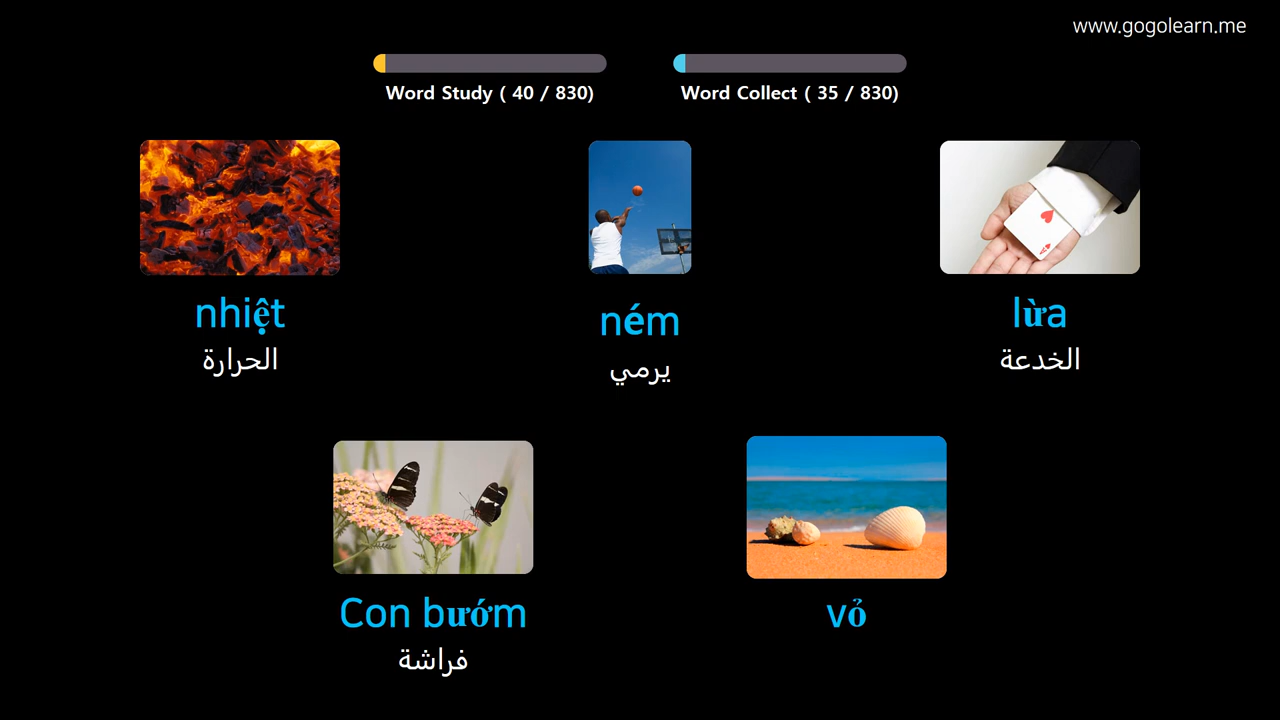 www.gogolearn.me
Word Study ( 40 / 830)
Word Collect ( 35 / 830)
nhiệt
الحرارة
ném
يرمي
lừa
الخدعة
Con bướm
فراشة
vỏ